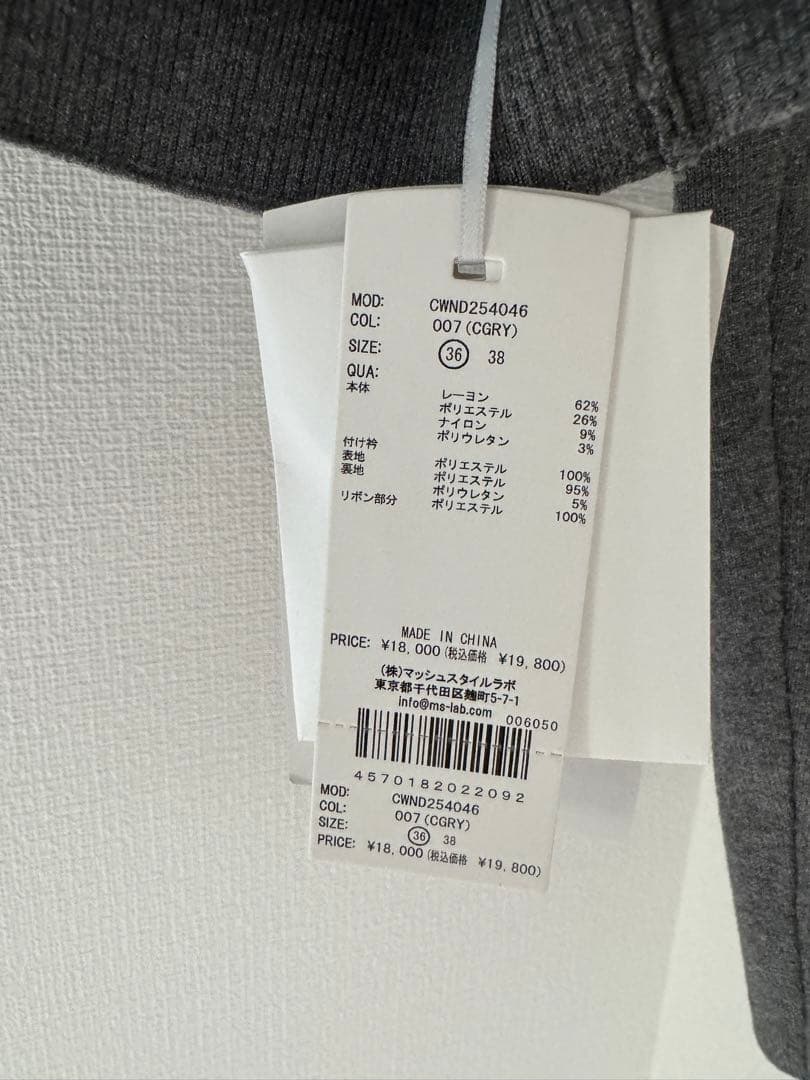 MOD: CWND254046
COL: 007(CGRY)
SIZE: 36 38
QUA:
本体 レーヨン 62%
ポリエステル 26%
ナイロン 9%
ポリウレタン 3%
付け衿
表地 ポリエステル 100%
裏地 ポリエステル 95%
ポリウレタン 5%
リボン部分 ポリエステル 100%
MADE IN CHINA
PRICE: ¥18,000(税込価格 ¥19,800)
(株)マッシュスタイルラボ
東京都千代田区麹町5-7-1
info@ms-lab.com 006050
4570182022092
MOD: CWND254046
COL: 007(CGRY)
SIZE: 36 38
PRICE: ¥18,000(税込価格 ¥19,800)